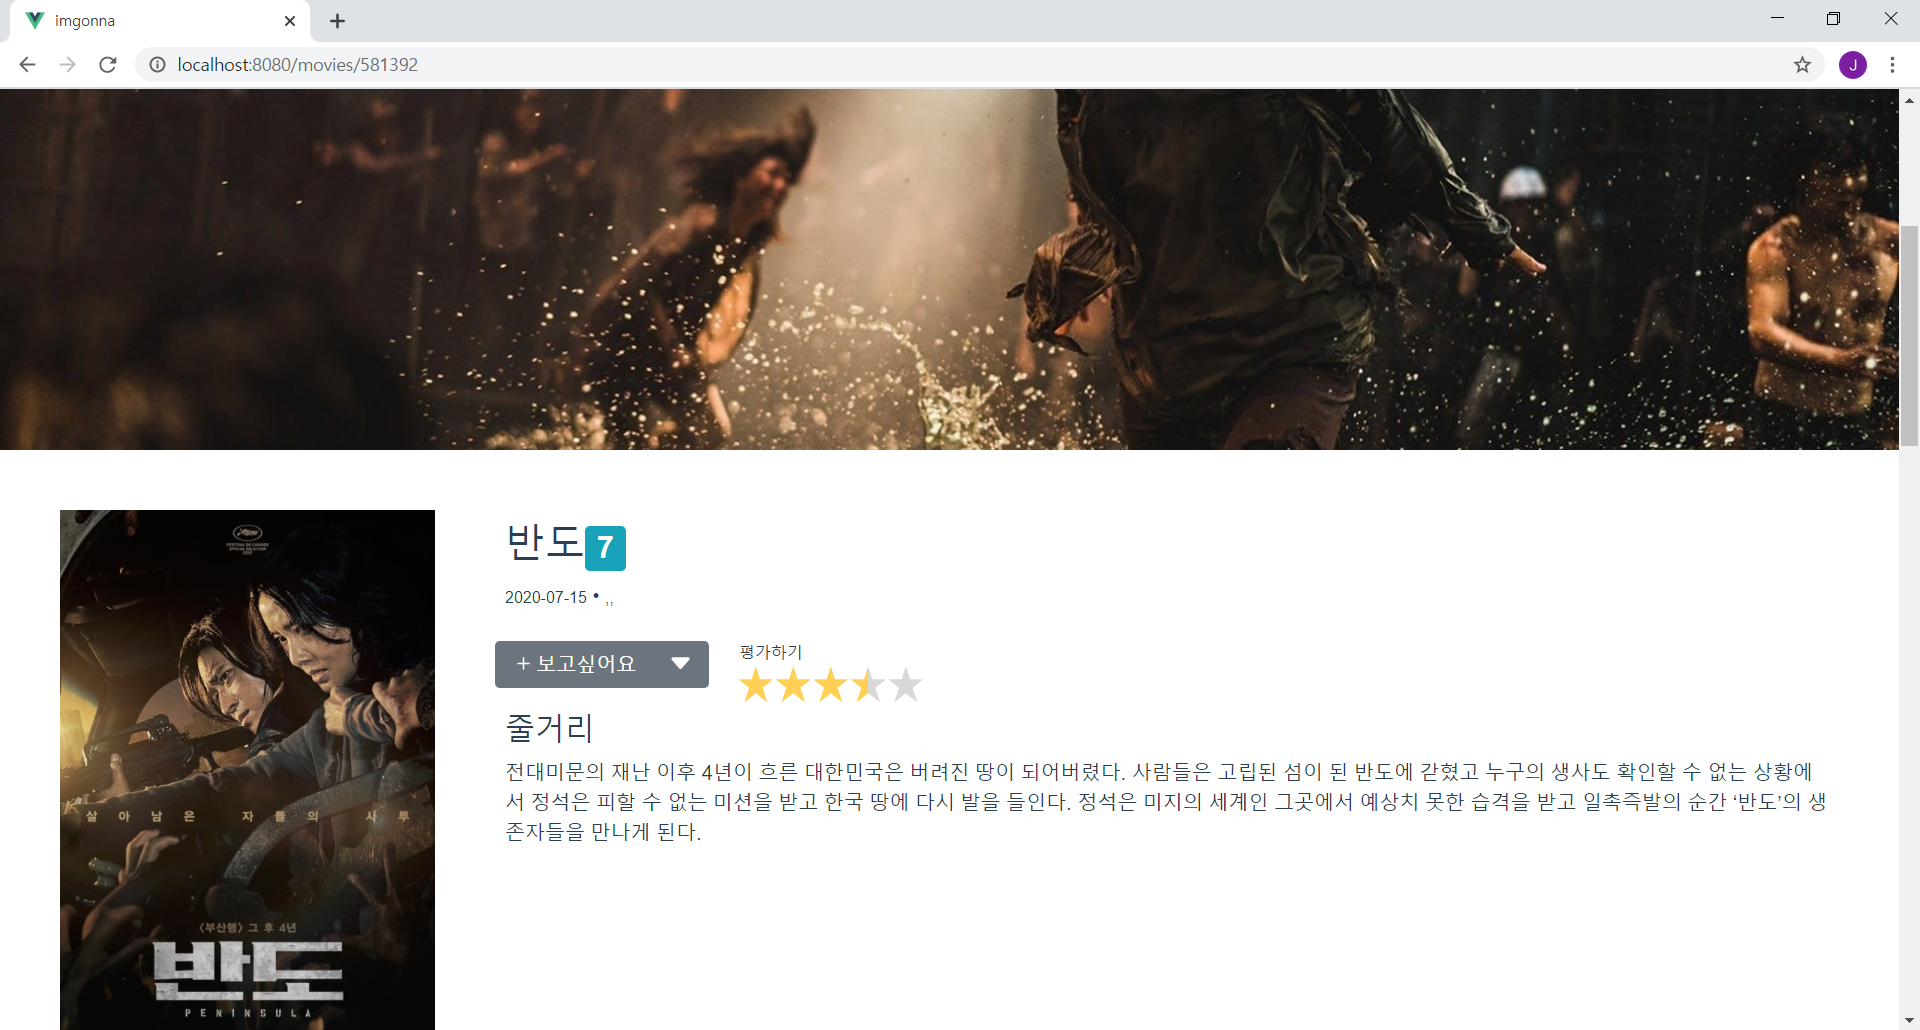 imgonna
localhost:8080/movies/581392
J
FESTIVAL DE CANNES
OFFICIAL SELECTION
2020
살아남은 자들의 사투
〈부산행〉 그 후 4년
반도
PENINSULA
반도 7
2020-07-15 • ,,
+ 보고싶어요
평가하기
줄거리
전대미문의 재난 이후 4년이 흐른 대한민국은 버려진 땅이 되어버렸다. 사람들은 고립된 섬이 된 반도에 갇혔고 누구의 생사도 확인할 수 없는 상황에
서 정석은 피할 수 없는 미션을 받고 한국 땅에 다시 발을 들인다. 정석은 미지의 세계인 그곳에서 예상치 못한 습격을 받고 일촉즉발의 순간 ‘반도’의 생
존자들을 만나게 된다.